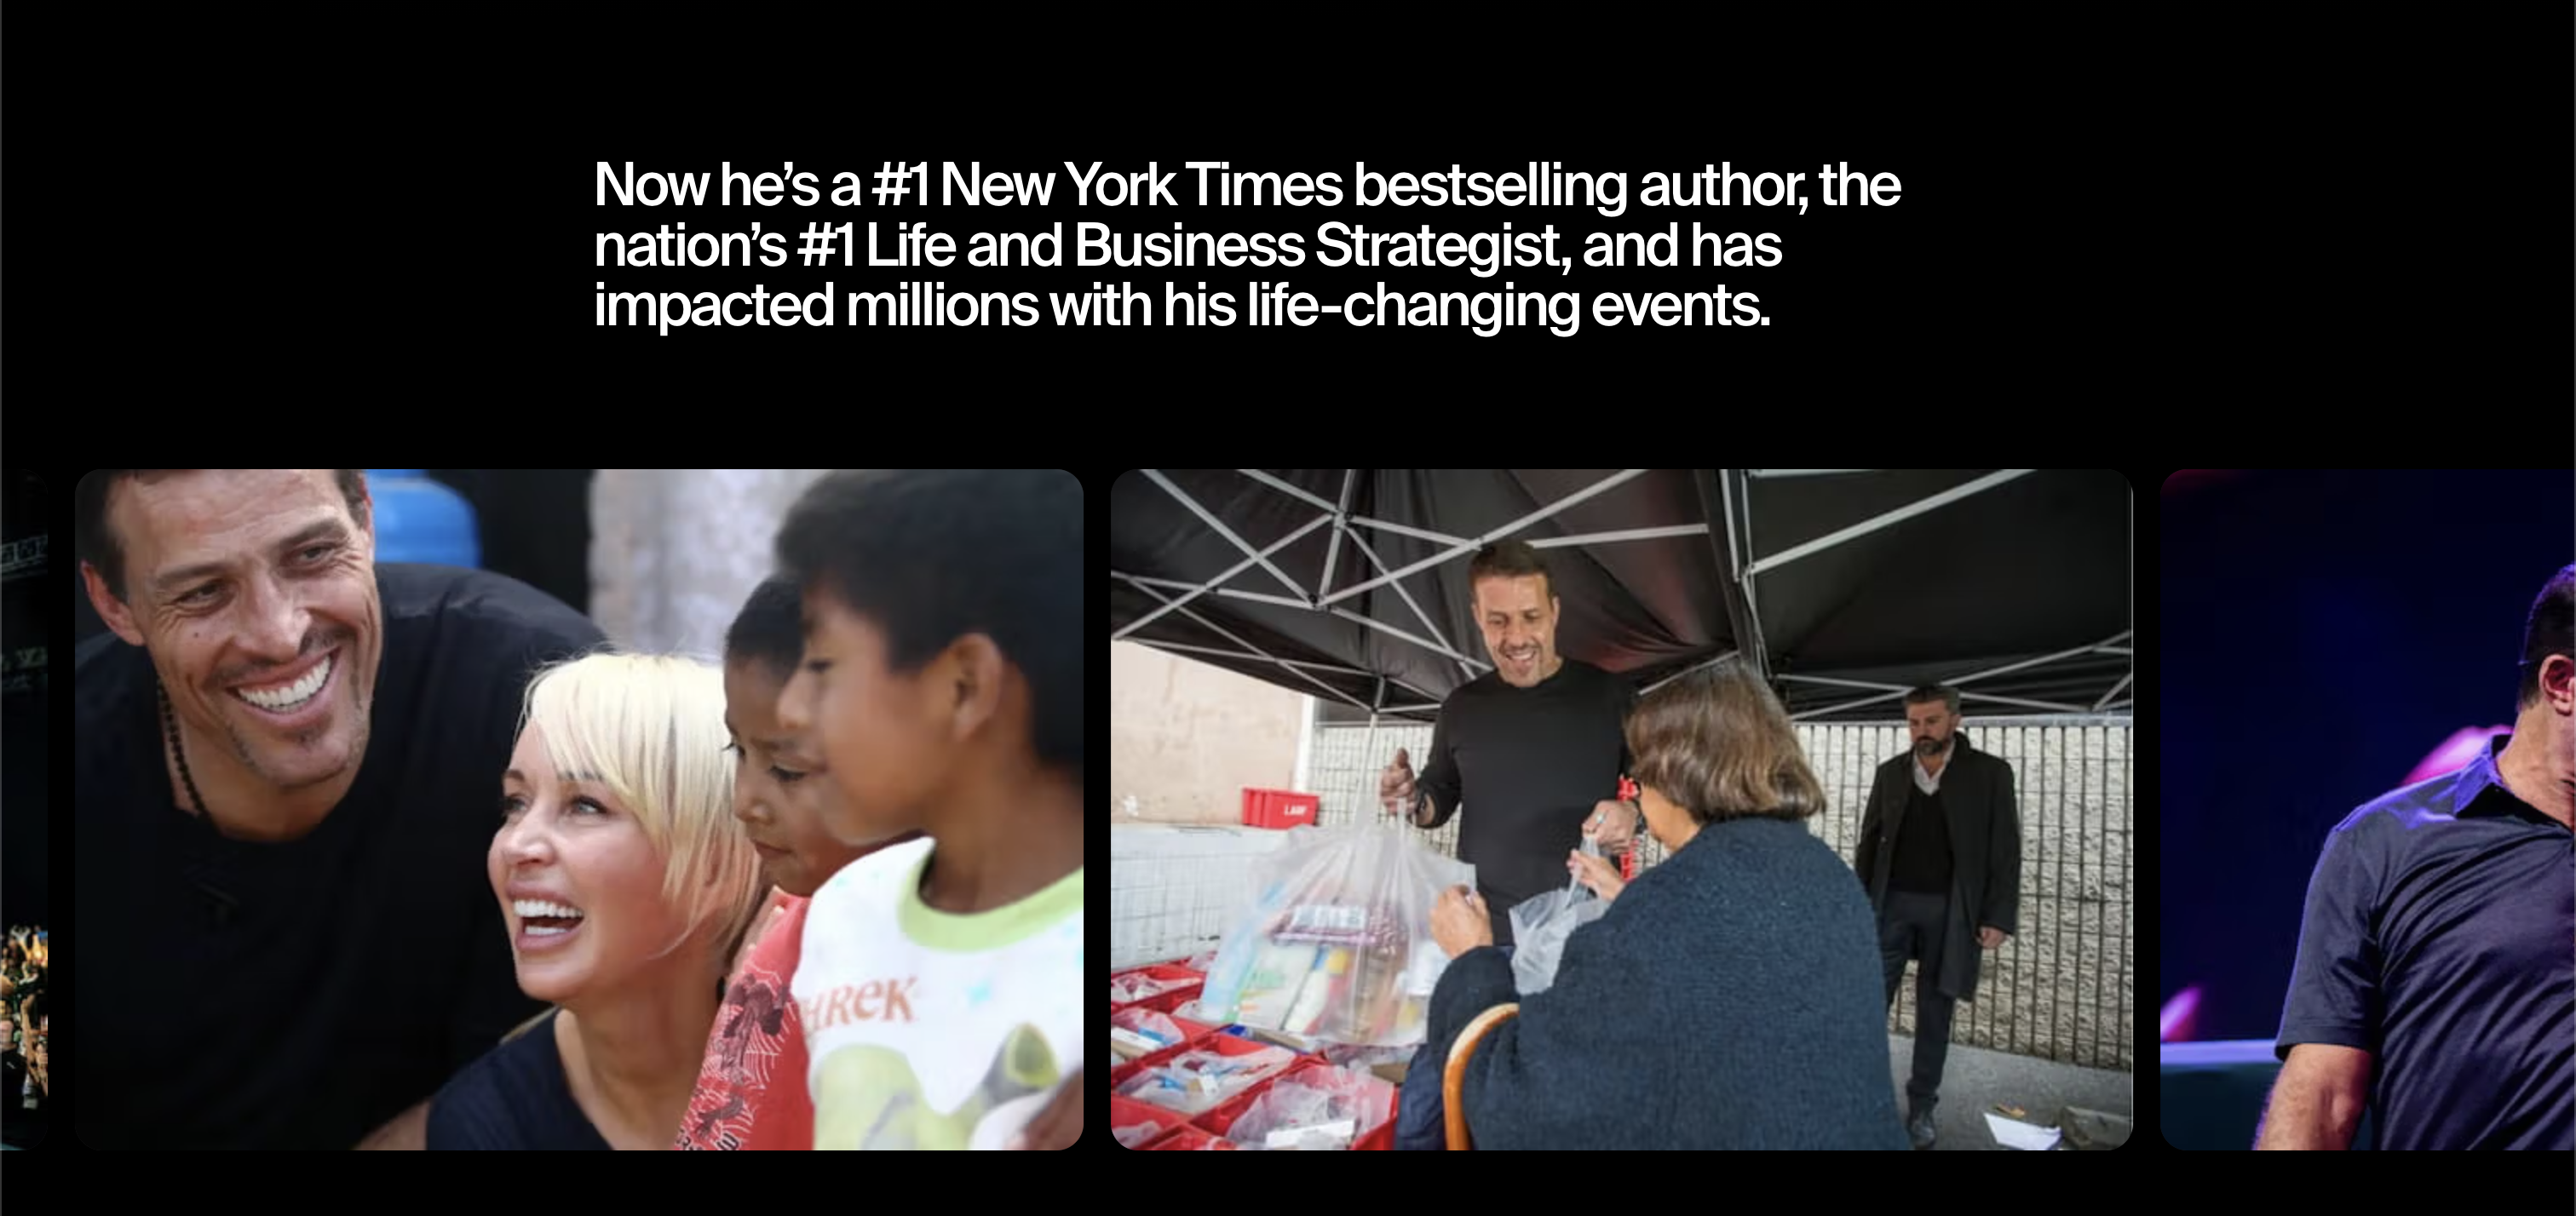 Now he’s a #1 New York Times bestselling author, the
nation’s #1 Life and Business Strategist, and has
impacted millions with his life-changing events.
HREK